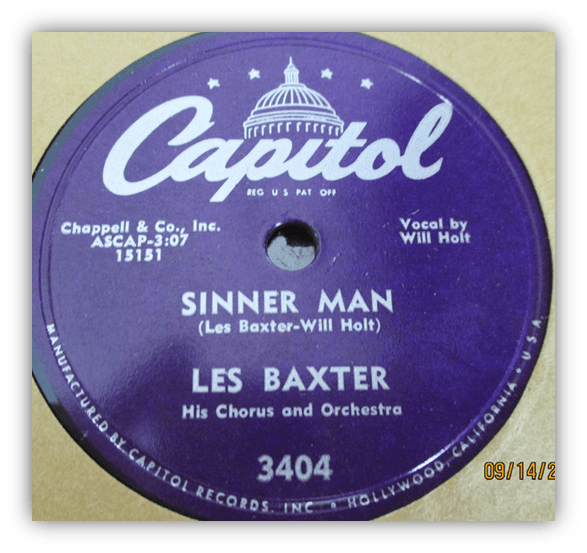 Capitol
REG U S PAT OFF
Chappell & Co., Inc.
ASCAP-3:07
15151
Vocal by
Will Holt
SINNER MAN
(Les Baxter-Will Holt)
LES BAXTER
His Chorus and Orchestra
3404
MANUFACTURED BY CAPITOL RECORDS, INC. • HOLLYWOOD, CALIFORNIA • U.S.A.
09/14/2